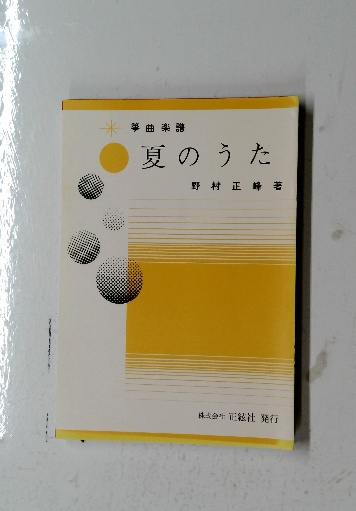 箏曲楽譜
夏のうた
野村正峰著
株式会社 正絃社 発行